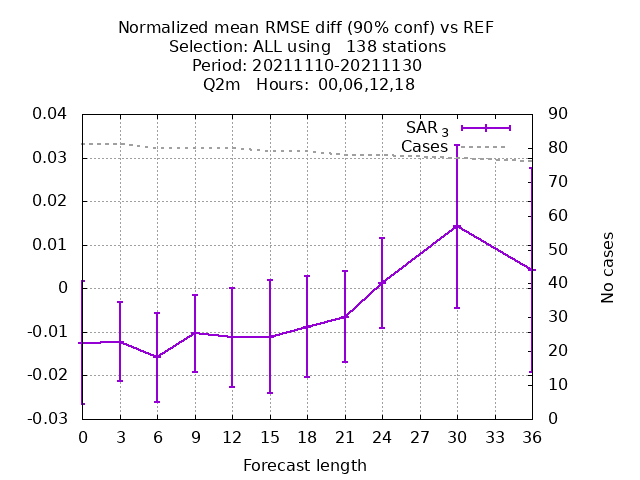 Normalized mean RMSE diff (90% conf) vs REF
Selection: ALL using   138 stations
Period: 20211110-20211130
Q2m   Hours:  00,06,12,18
SAR 3
Cases
0.04
0.03
0.02
0.01
0
-0.01
-0.02
-0.03
90
80
70
60
50
40
30
20
10
0
No cases
0 3 6 9 12 15 18 21 24 27 30 33 36
Forecast length